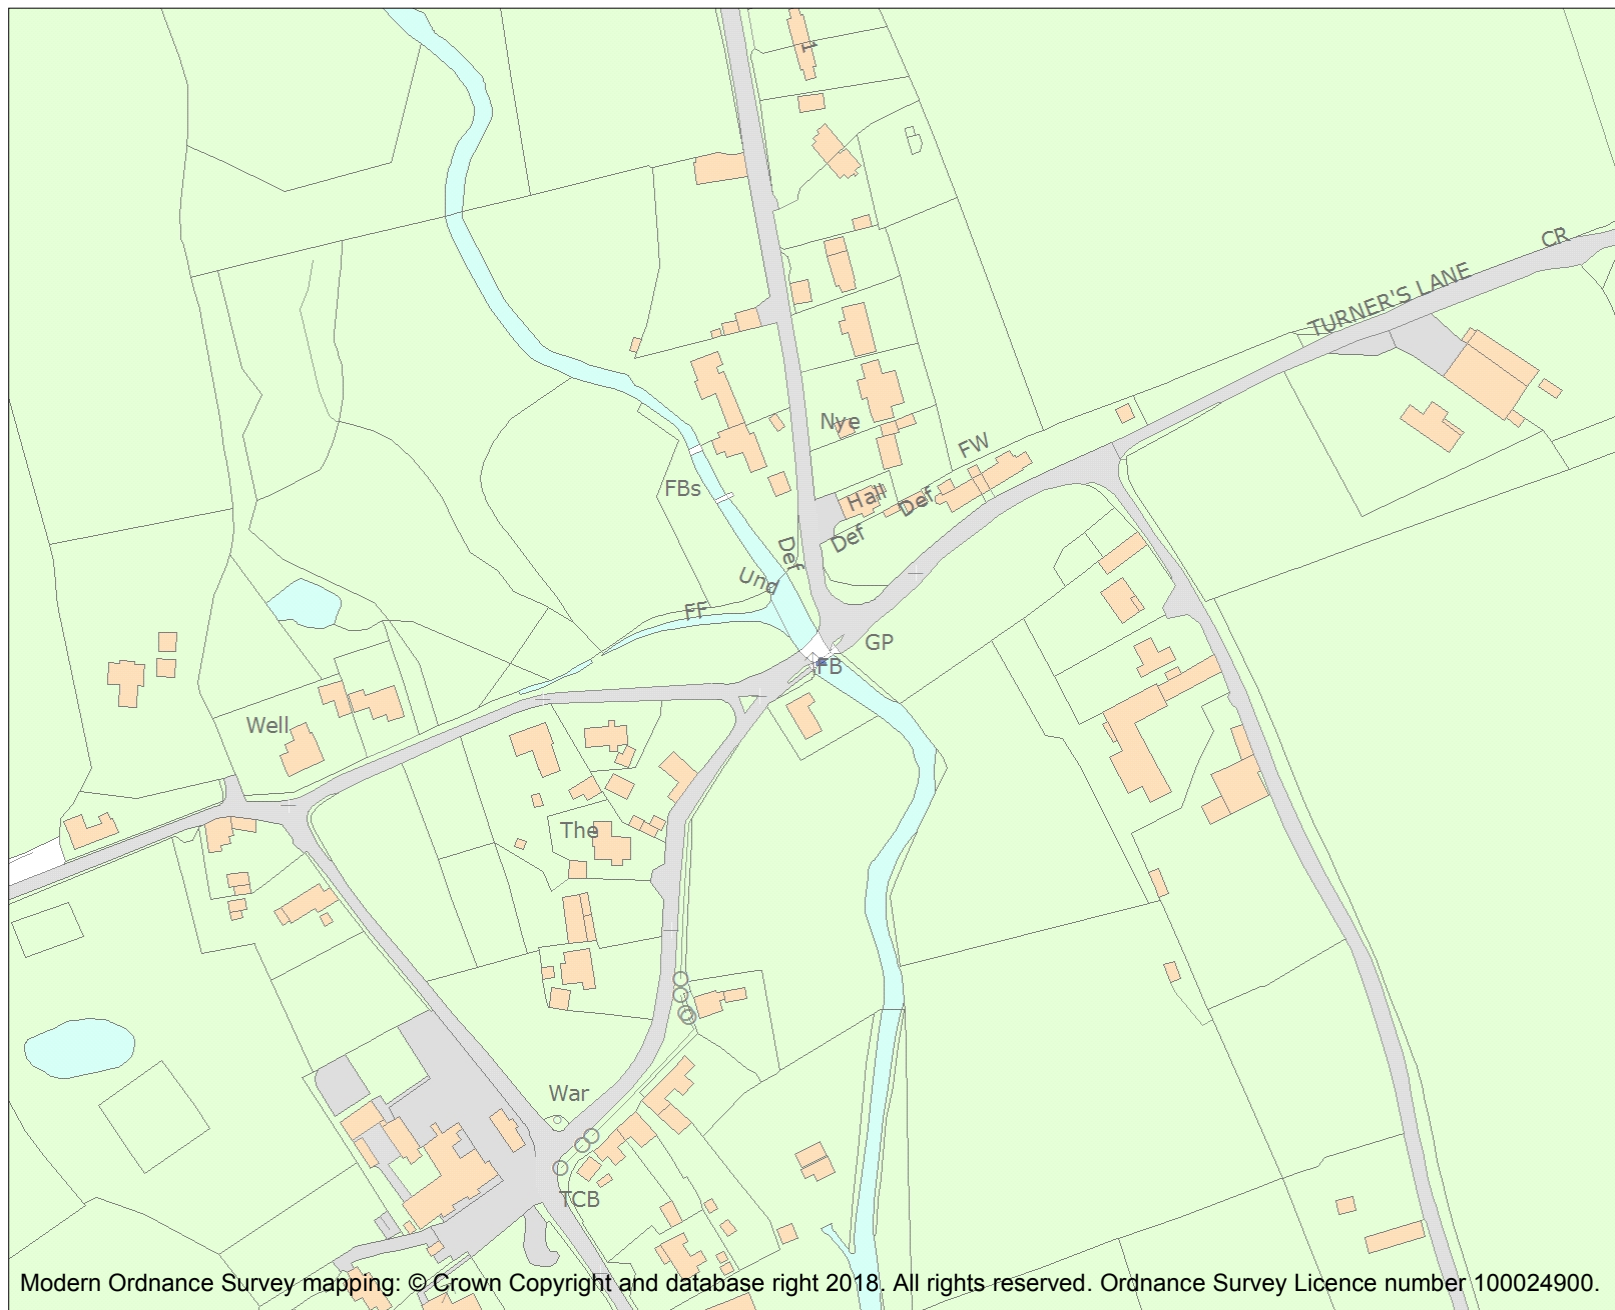 1
CR
TURNER'S LANE
Nye
FW
FBs
Hall
Def
Def
Def
Und
FF
GP
FB
Well
The
War
TCB
Modern Ordnance Survey mapping: © Crown Copyright and database right 2018. All rights reserved. Ordnance Survey Licence number 100024900.